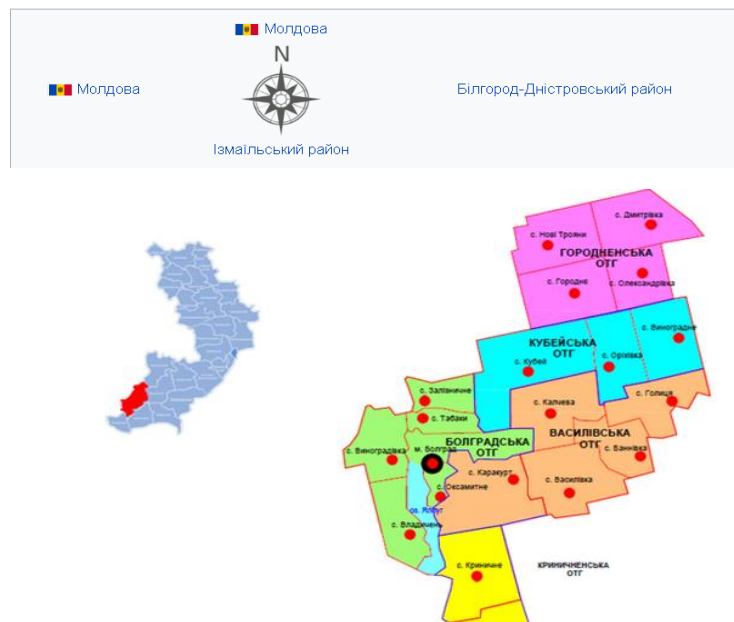 Молдова
N
Молдова
Білгород-Дністровський район
Ізмаїльський район
с. Дмитрівка
с. Нові Трояни
ГОРОДНЕНСЬКА
ОТГ
с. Городнє
с. Олександрівка
с. Виноградне
КУБЕЙСЬКА
ОТГ
с. Оріхівка
с. Кубей
с. Залізничне
с. Голиця
с. Калчева
с. Табаки
ВАСИЛІВСЬКА
ОТГ
БОЛГРАДСЬКА
ОТГ
с. Виноградівка
м. Болград
с. Банівка
с. Каракурт
с. Василівка
с. Оксамитне
оз. Ялпуг
с. Владичень
с. Криничне
КРИНИЧНЕНСЬКА
ОТГ